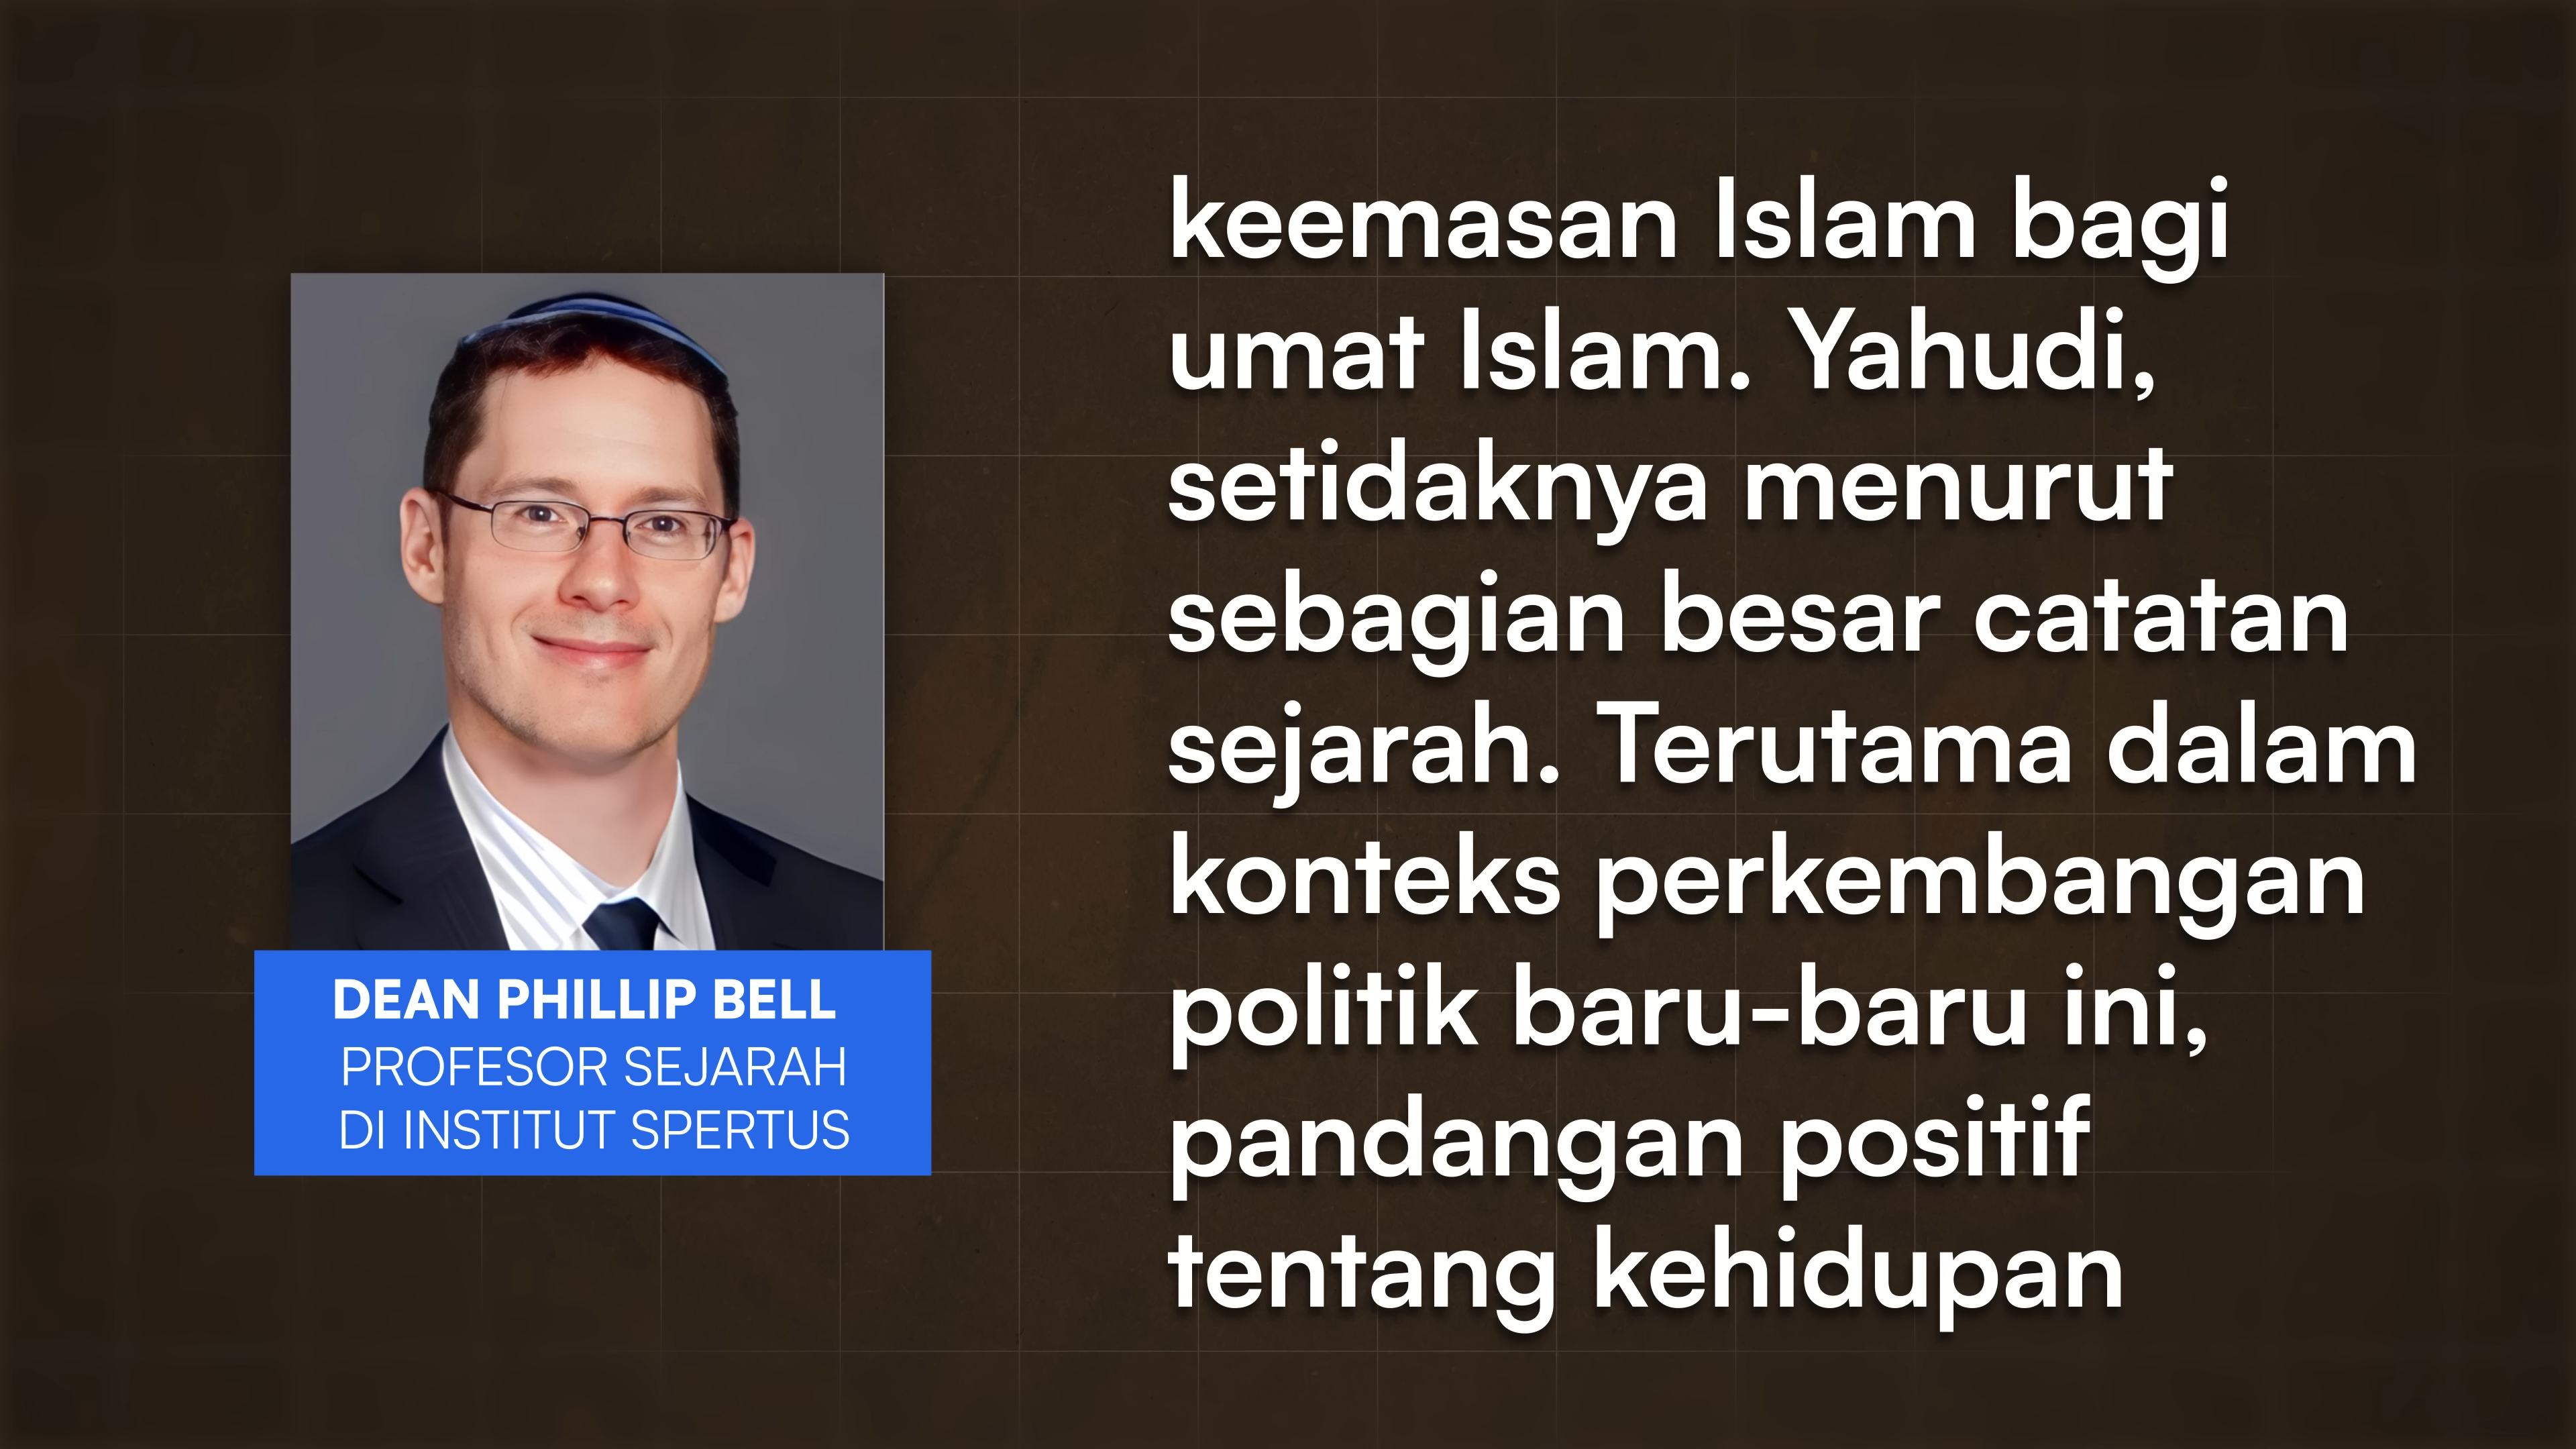 DEAN PHILLIP BELL
PROFESOR SEJARAH
DI INSTITUT SPERTUS
keemasan Islam bagi
umat Islam. Yahudi,
setidaknya menurut
sebagian besar catatan
sejarah. Terutama dalam
konteks perkembangan
politik baru-baru ini,
pandangan positif
tentang kehidupan